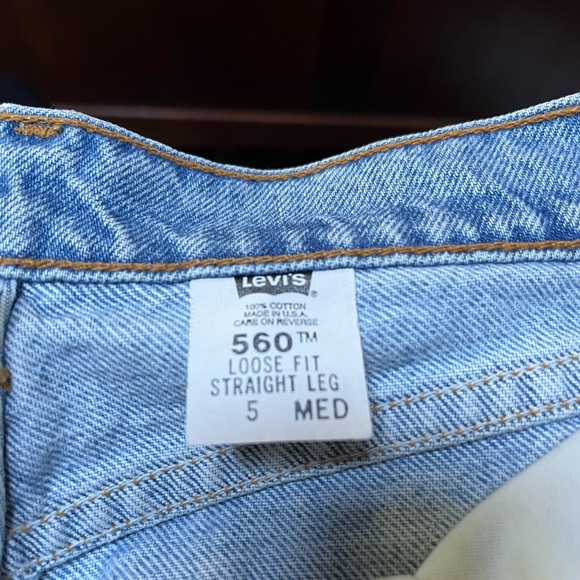 Levi's ®
100% COTTON
MADE IN U.S.A.
CARE ON REVERSE
560™
LOOSE FIT
STRAIGHT LEG
5 MED